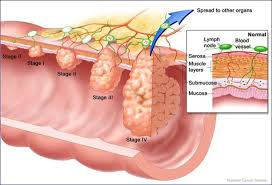 Spread to other organs
Normal
Lymph
node
Blood
vessel
Serosa
Muscle
layers
Submucosa
Mucosa
Stage 0
Stage I
Stage II
Stage III
Stage IV